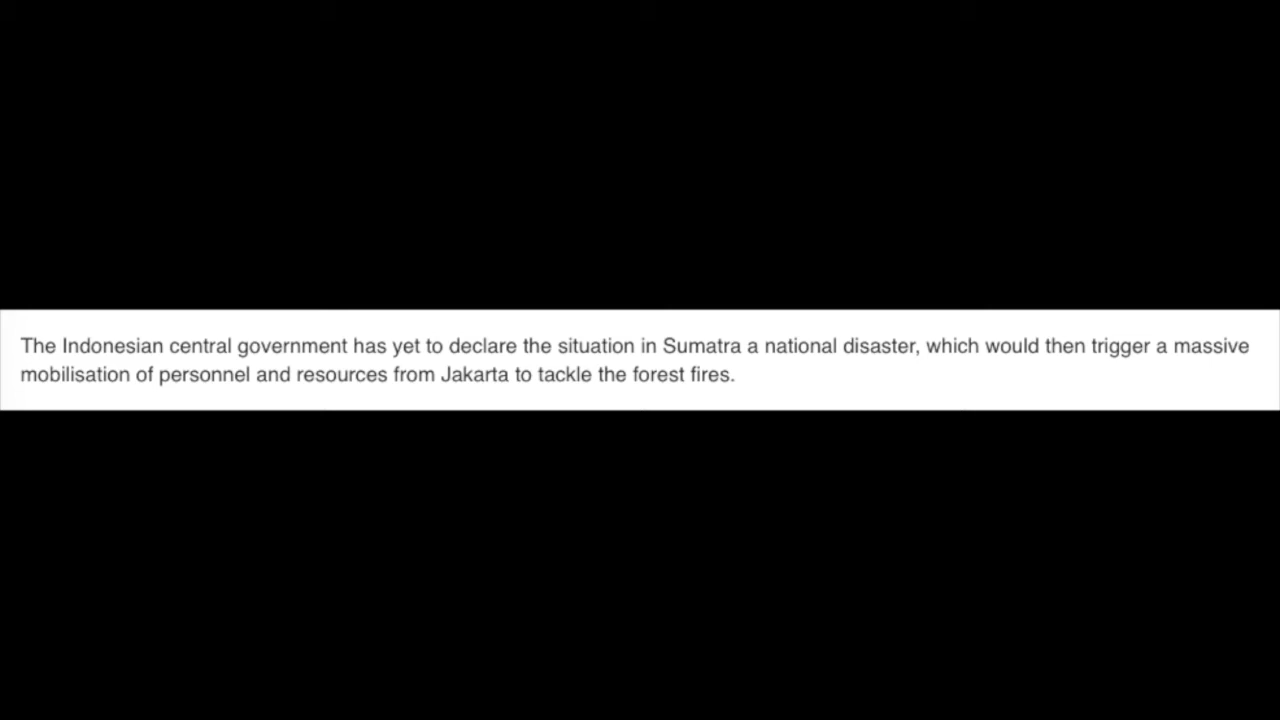 The Indonesian central government has yet to declare the situation in Sumatra a national disaster, which would then trigger a massive
mobilisation of personnel and resources from Jakarta to tackle the forest fires.